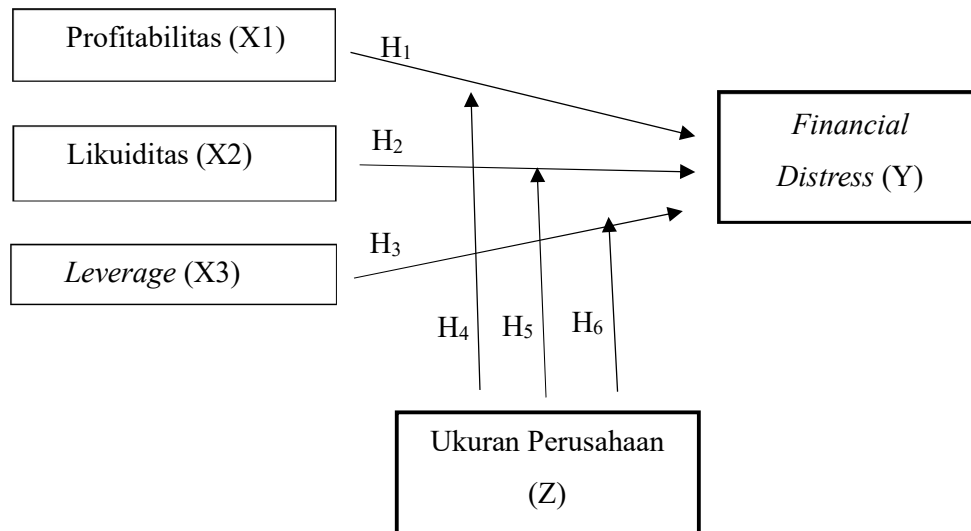 Profitabilitas (X1)
H₁
Financial
Distress (Y)
Likuiditas (X2)
H₂
Leverage (X3)
H₃
H₄
H₅
H₆
Ukuran Perusahaan
(Z)